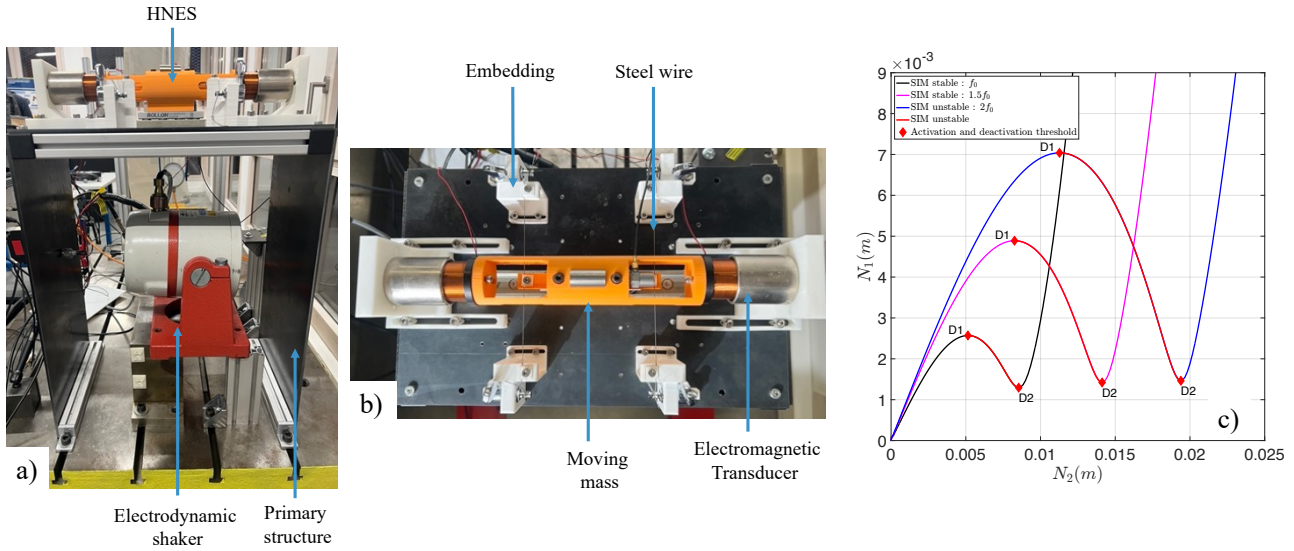 HNES
BOLLORÉ
a)
Electrodynamic
shaker
Primary
structure
Embedding
Steel wire
b)
Moving
mass
Electromagnetic
Transducer
×10⁻³
SIM stable : f₀
SIM stable : 1.5f₀
SIM unstable : 2f₀
SIM unstable
Activation and deactivation threshold
9
8
7
6
5
4
3
2
1
0
N₁(m)
D1
D1
D1
D2
D2
D2
c)
0
0.005
0.01
0.015
0.02
0.025
N₂(m)